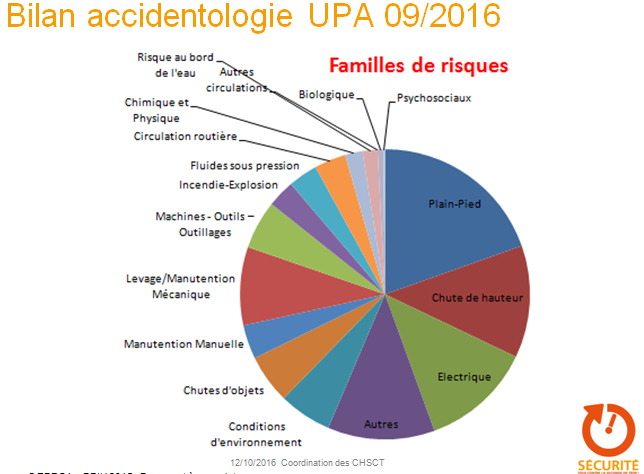 Bilan accidentologie UPA 09/2016
Familles de risques
Risque au bord
de l'eau
Autres
circulations
Biologique
Psychosociaux
Chimique et
Physique
Circulation routière
Fluides sous pression
Incendie-Explosion
Machines - Outils –
Outillages
Levage/Manutention
Mécanique
Manutention Manuelle
Chutes d'objets
Conditions
d'environnement
Plain-Pied
Chute de hauteur
Electrique
Autres
12/10/2016 Coordination des CHSCT
SÉCURITÉ